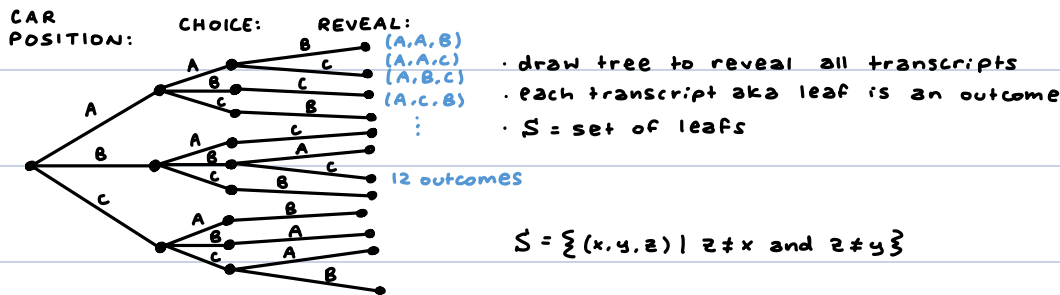 CAR POSITION: CHOICE: REVEAL:
(A,A,B)
(A,A,C)
(A,B,C)
(A,C,B)
⋮
12 outcomes
A
B
C
A
B
C
B
C
C
B
A
B
C
C
A
C
B
A
B
C
B
A
A
B
· draw tree to reveal all transcripts
· each transcript aka leaf is an outcome
· S = set of leafs
S = {(x,y,z) | z≠x and z≠y}